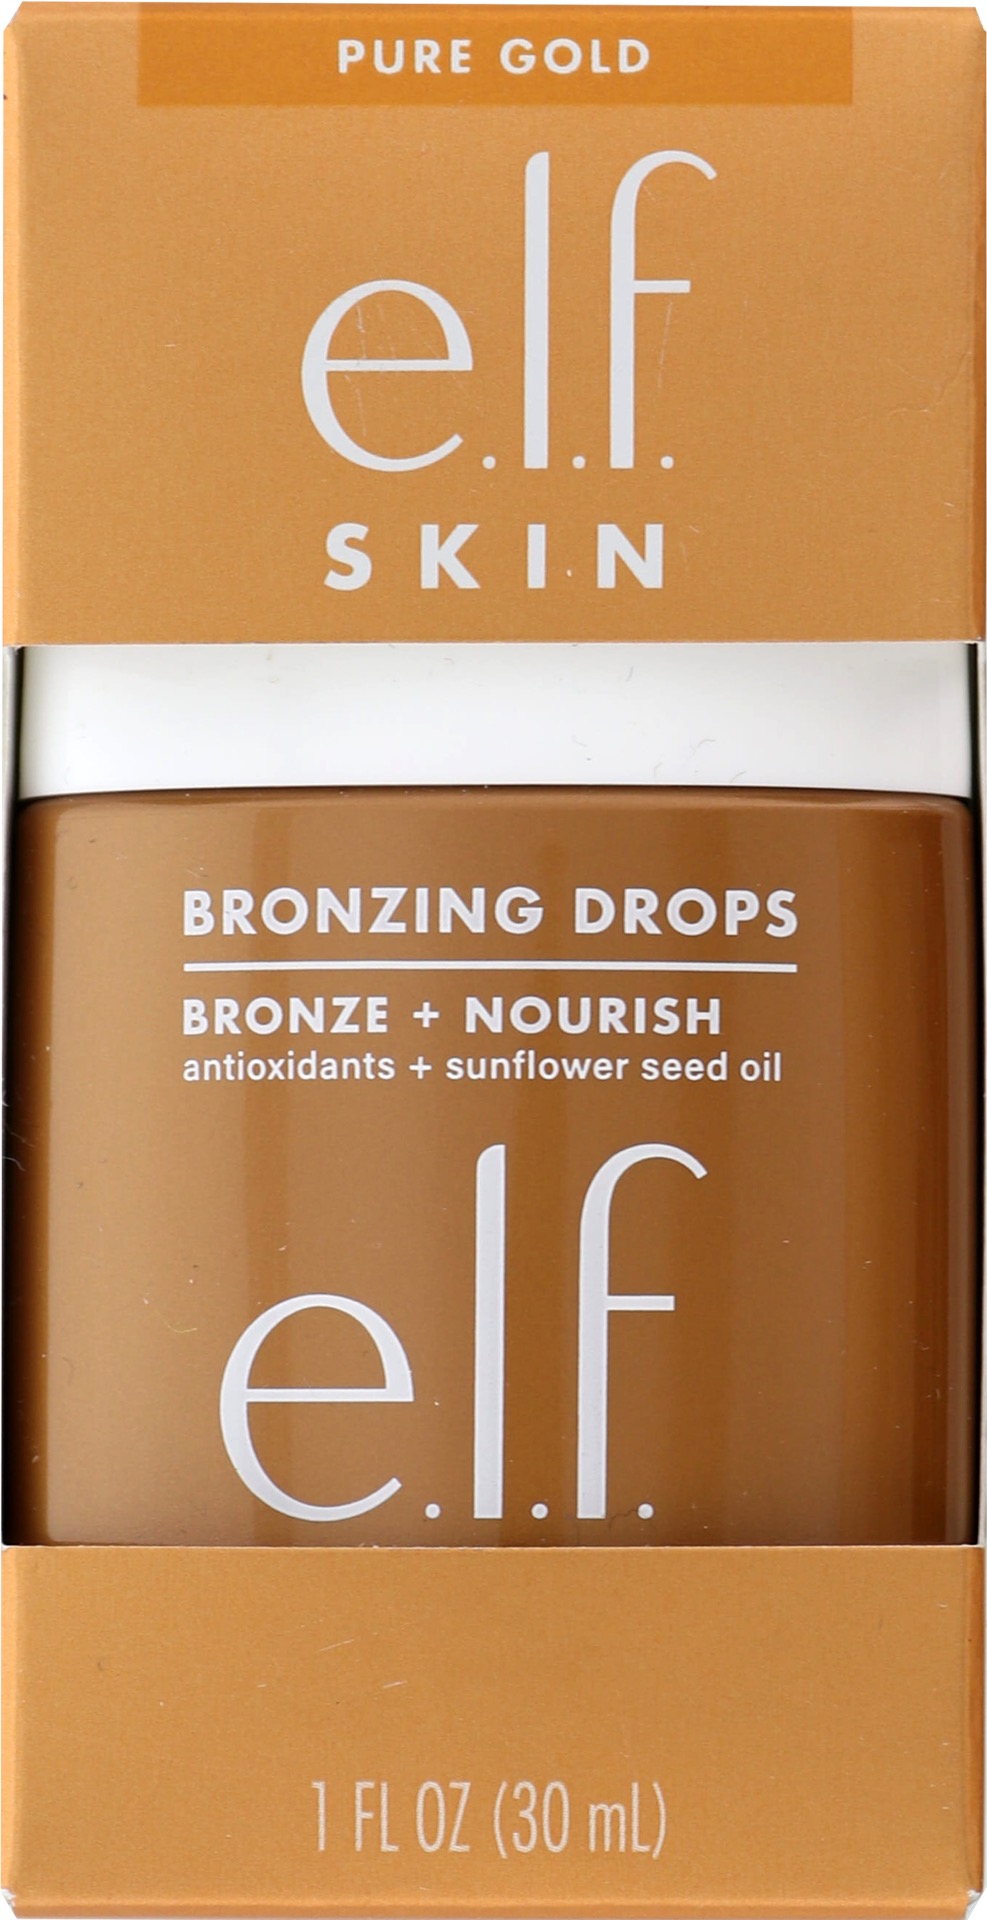 PURE GOLD
e.l.f.
SKIN
BRONZING DROPS
BRONZE + NOURISH
antioxidants + sunflower seed oil
e.l.f.
1 FL OZ (30 mL)